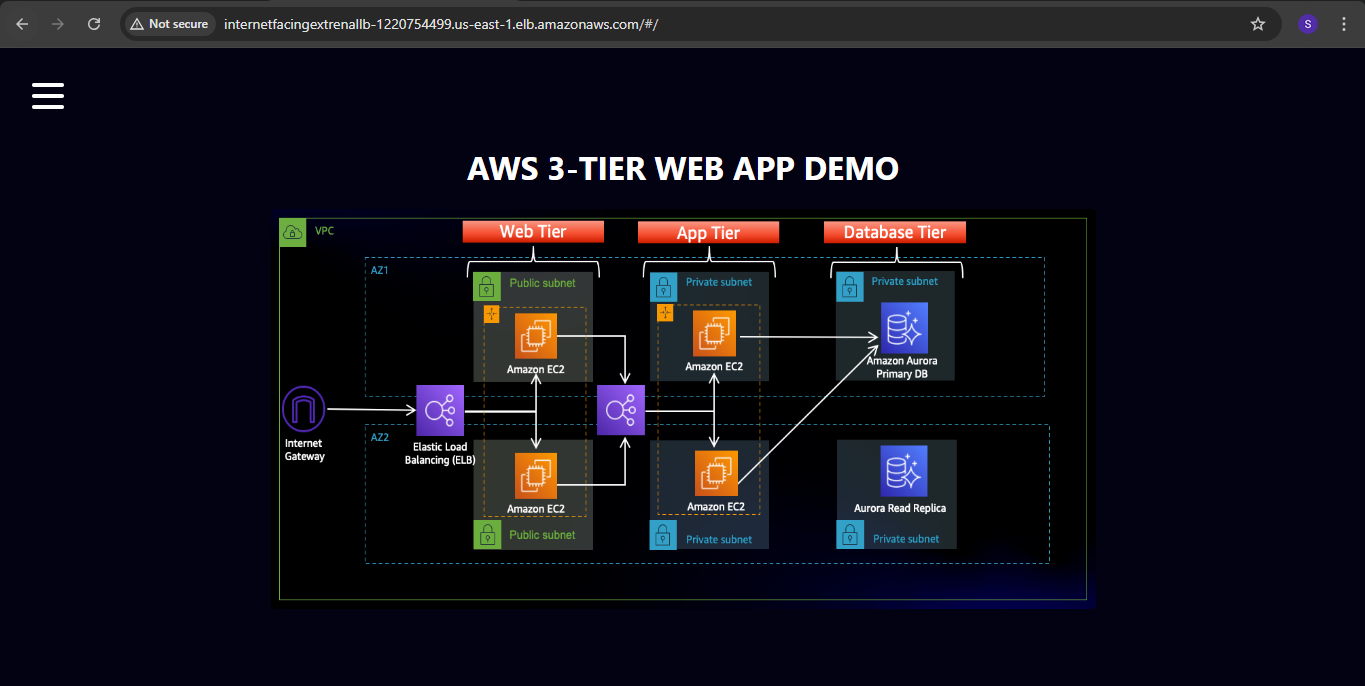 Not secure
internetfacingextrenallb-1220754499.us-east-1.elb.amazonaws.com/#/
S
AWS 3-TIER WEB APP DEMO
VPC
Web Tier
App Tier
Database Tier
AZ1
Public subnet
Private subnet
Private subnet
Amazon EC2
Amazon EC2
Amazon Aurora
Primary DB
Internet
Gateway
Elastic Load
Balancing (ELB)
AZ2
Amazon EC2
Amazon EC2
Aurora Read Replica
Public subnet
Private subnet
Private subnet